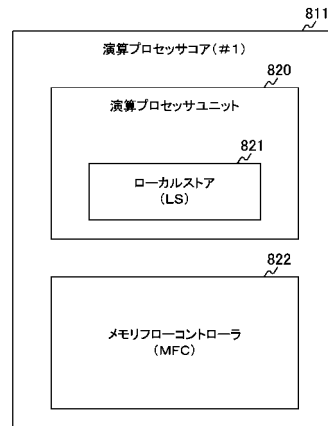 811
演算プロセッサコア(#1)
820
演算プロセッサユニット
821
ローカルストア
(LS)
822
メモリフローコントローラ
(MFC)